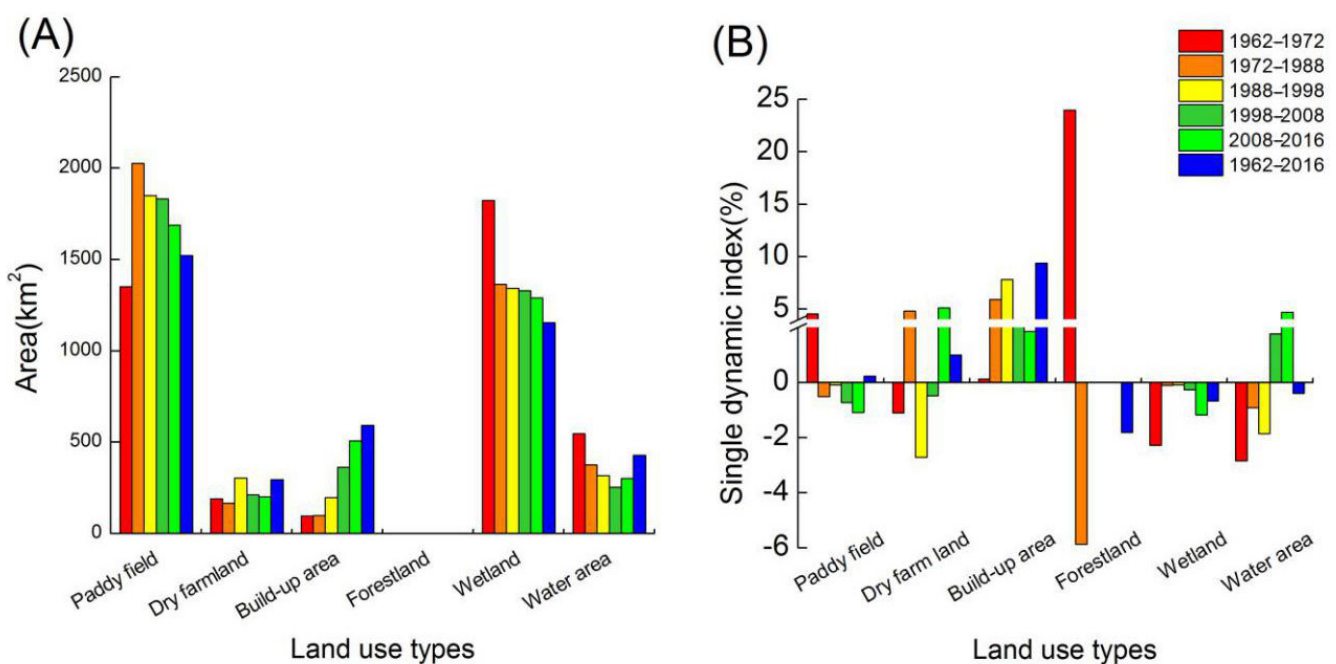 (A)
2500
2000
1500
1000
500
0
Area(km²)
Paddy field
Dry farmland
Build-up area
Forestland
Wetland
Water area
Land use types
(B)
1962–1972
1972–1988
1988–1998
1998–2008
2008–2016
1962–2016
25
20
15
10
5
0
-2
-4
-6
Single dynamic index(%)
Paddy field
Dry farm land
Build-up area
Forestland
Wetland
Water area
Land use types